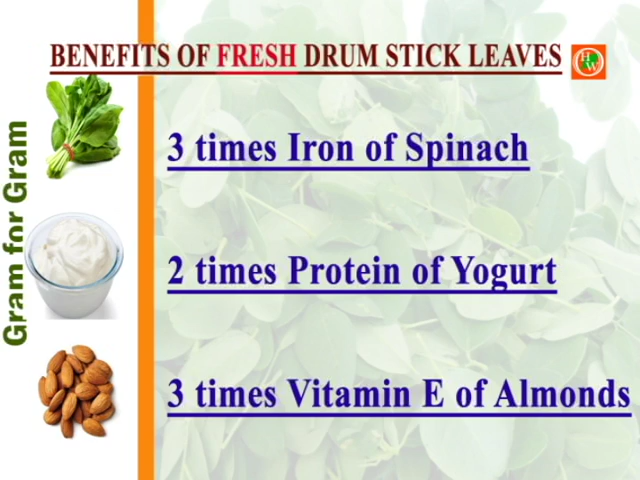 BENEFITS OF FRESH DRUM STICK LEAVES
H
W
Gram for Gram
3 times Iron of Spinach
2 times Protein of Yogurt
3 times Vitamin E of Almonds